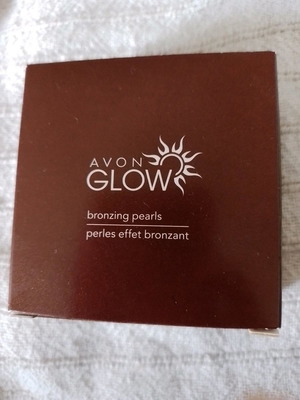 AVON
GLOW
bronzing pearls
perles effet bronzant